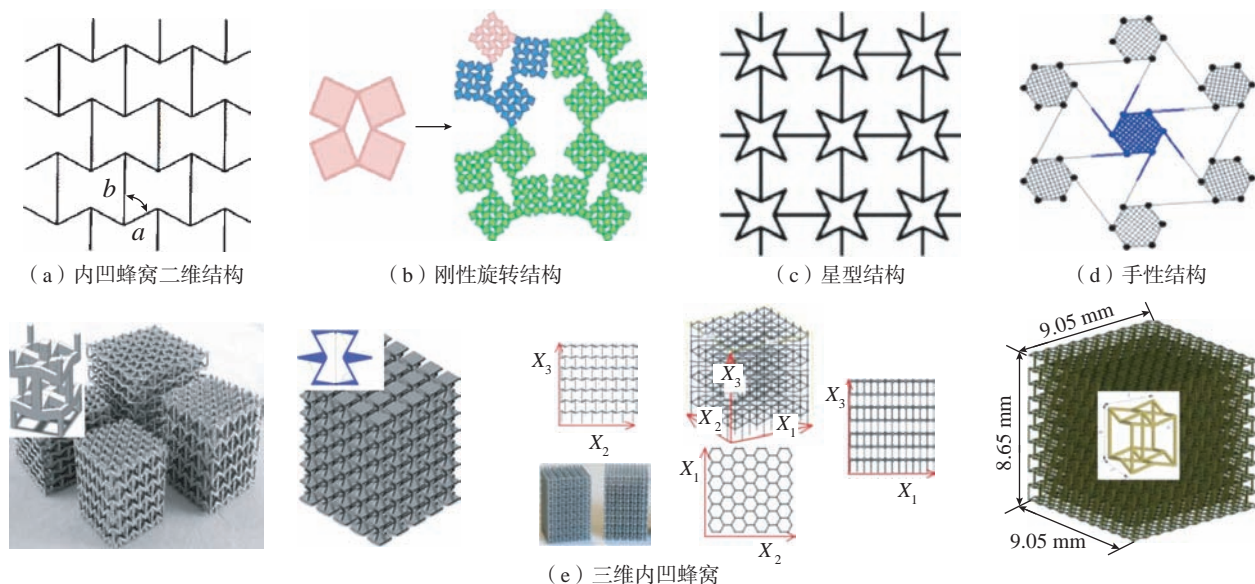 b
a
（a）内凹蜂窝二维结构
（b）刚性旋转结构
（c）星型结构
（d）手性结构
X3
X2
X3
X2
X1
X1
X2
X3
X1
9.05 mm
8.65 mm
9.05 mm
（e）三维内凹蜂窝